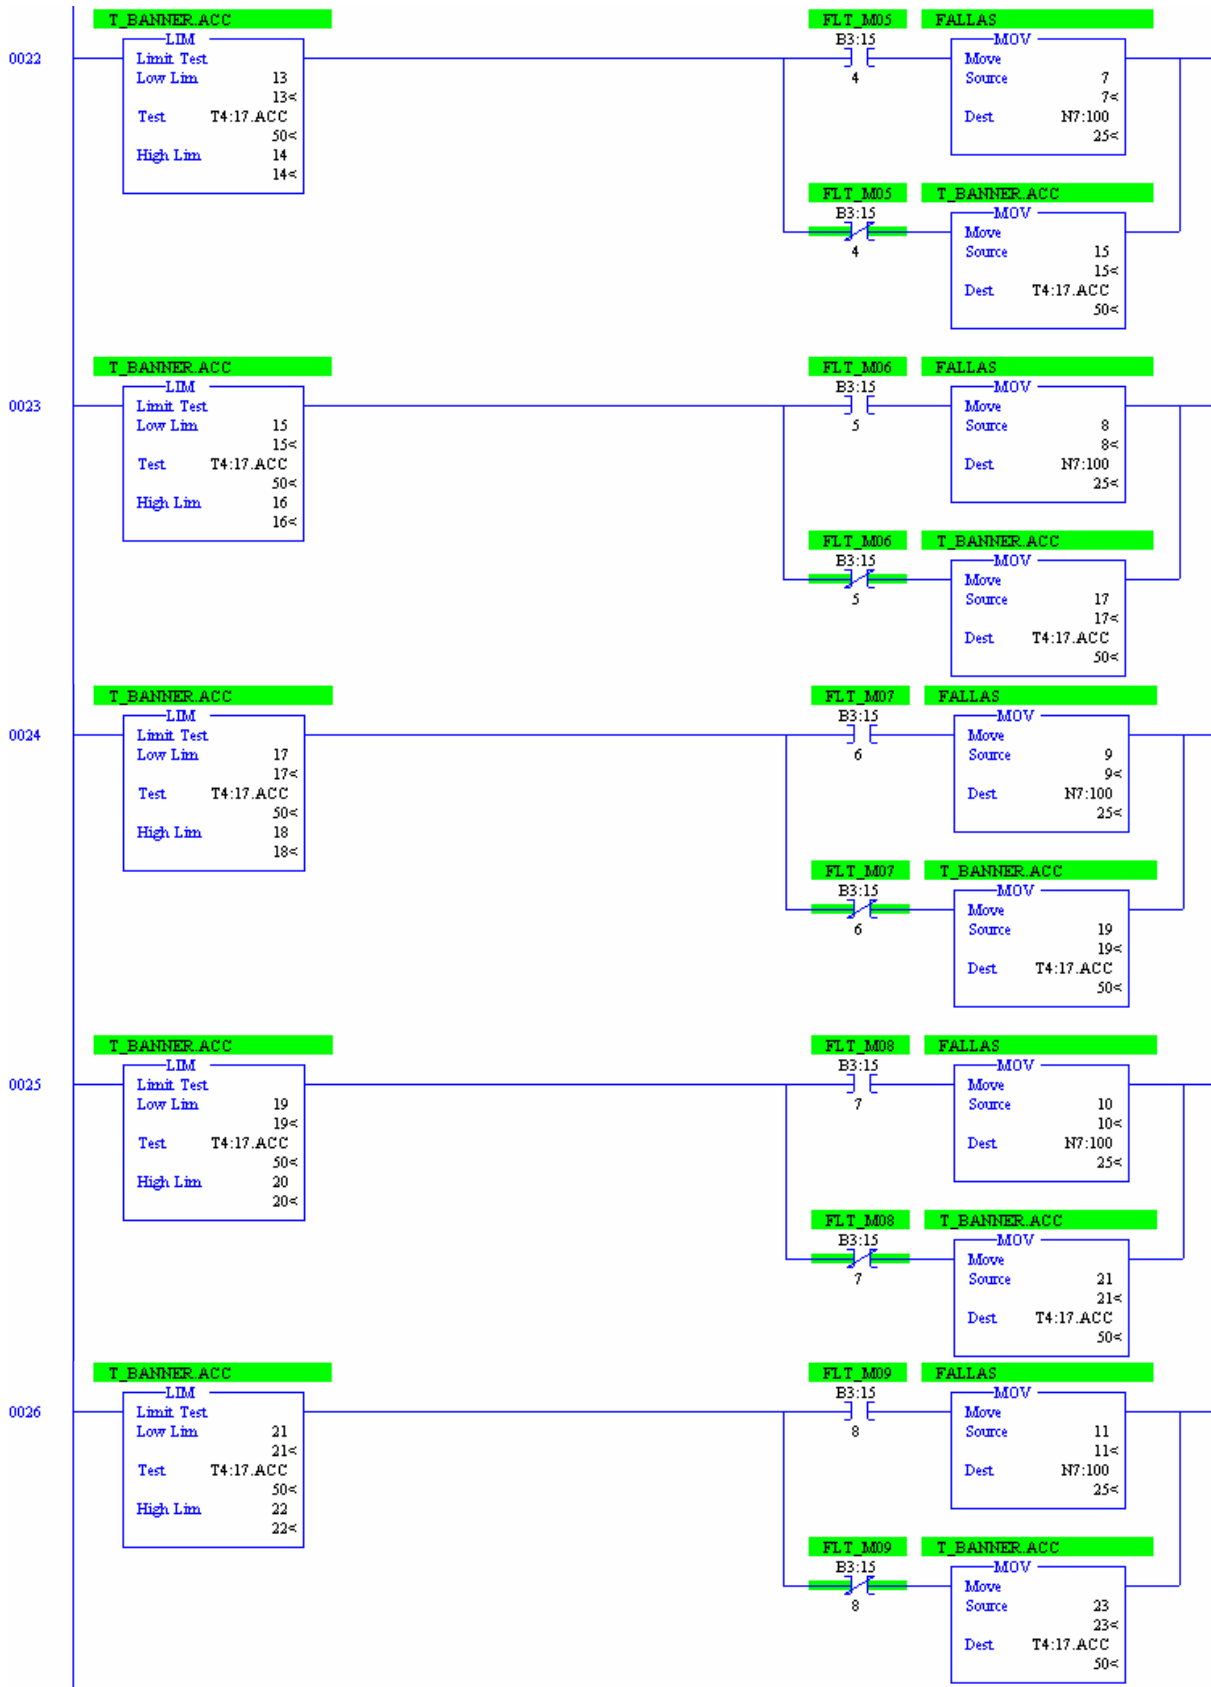 T_BANNER.ACC
FLT_M05 FALLAS
LIM B3:15 MOV
0022 Limit Test Move
Low Lim 13 4 Source 7
13< 7<
Test T4:17.ACC Dest N7:100
50< 25<
High Lim 14
14<
FLT_M05 T_BANNER.ACC
B3:15 MOV
Move
4 Source 15
15<
Dest T4:17.ACC
50<
T_BANNER.ACC FLT_M06 FALLAS
LIM B3:15 MOV
0023 Limit Test Move
Low Lim 15 5 Source 8
15< 8<
Test T4:17.ACC Dest N7:100
50< 25<
High Lim 16
16<
FLT_M06 T_BANNER.ACC
B3:15 MOV
Move
5 Source 17
17<
Dest T4:17.ACC
50<
T_BANNER.ACC FLT_M07 FALLAS
LIM B3:15 MOV
0024 Limit Test Move
Low Lim 17 6 Source 9
17< 9<
Test T4:17.ACC Dest N7:100
50< 25<
High Lim 18
18<
FLT_M07 T_BANNER.ACC
B3:15 MOV
Move
6 Source 19
19<
Dest T4:17.ACC
50<
T_BANNER.ACC FLT_M08 FALLAS
LIM B3:15 MOV
0025 Limit Test Move
Low Lim 19 7 Source 10
19< 10<
Test T4:17.ACC Dest N7:100
50< 25<
High Lim 20
20<
FLT_M08 T_BANNER.ACC
B3:15 MOV
Move
7 Source 21
21<
Dest T4:17.ACC
50<
T_BANNER.ACC FLT_M09 FALLAS
LIM B3:15 MOV
0026 Limit Test Move
Low Lim 21 8 Source 11
21< 11<
Test T4:17.ACC Dest N7:100
50< 25<
High Lim 22
22<
FLT_M09 T_BANNER.ACC
B3:15 MOV
Move
8 Source 23
23<
Dest T4:17.ACC
50<